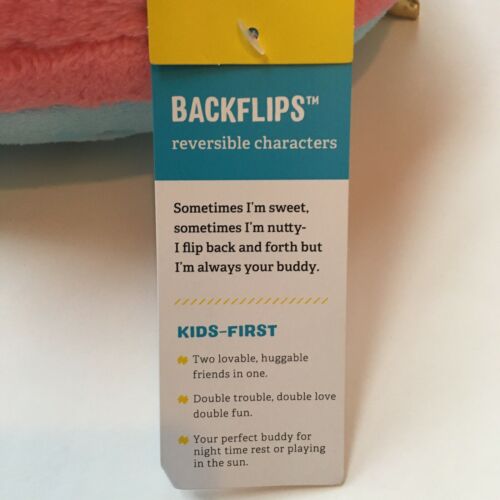 BACKFLIPS™
reversible characters
Sometimes I'm sweet,
sometimes I'm nutty-
I flip back and forth but
I'm always your buddy.
KIDS-FIRST
Two lovable, huggable
friends in one.
Double trouble, double love
double fun.
Your perfect buddy for
night time rest or playing
in the sun.